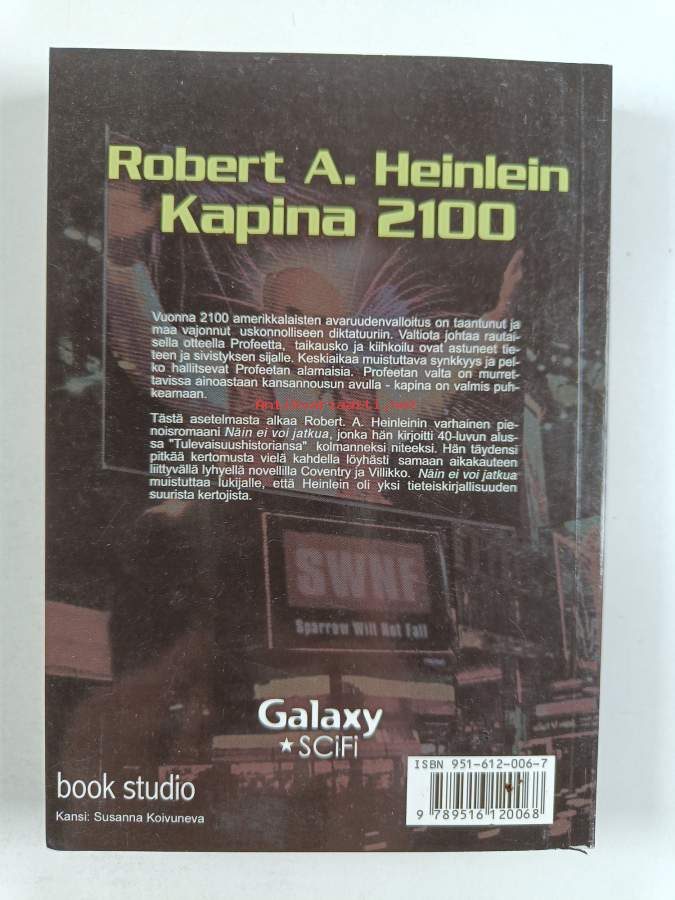 Robert A. Heinlein
Kapina 2100
Vuonna 2100 amerikkalaisten avaruudenvalloitus on taantunut ja
maa vajonnut uskonnolliseen diktatuuriin. Valtiota johtaa rautai-
sella otteella Profeetta, taikausko ja kiihkoilu ovat astuneet tie-
teen ja sivistyksen sijalle. Keskiaikaa muistuttava synkkyys ja pel-
ko hallitsevat Profeetan alamaisia. Profeetan valta on murret-
tavissa ainoastaan kansannousun avulla - kapina on valmis puh-
keamaan.
Antikvariaatti.net
Tästä asetelmasta alkaa Robert. A. Heinleinin varhainen pie-
noisromaani Näin ei voi jatkua, jonka hän kirjoitti 40-luvun alus-
sa "Tulevaisuushistoriansa" kolmanneksi niteeksi. Hän täydensi
pitkää kertomusta vielä kahdella löyhästi samaan aikakauteen
liittyvällä lyhyellä novellilla Coventry ja Villikko. Näin ei voi jatkua
muistuttaa lukijalle, että Heinlein oli yksi tieteiskirjallisuuden
suurista kertojista.
SWNF
Sparrow Will Not Fall
Galaxy
★ SCiFi
book studio
Kansi: Susanna Koivuneva
ISBN 951-612-006-7
9 789516 120068